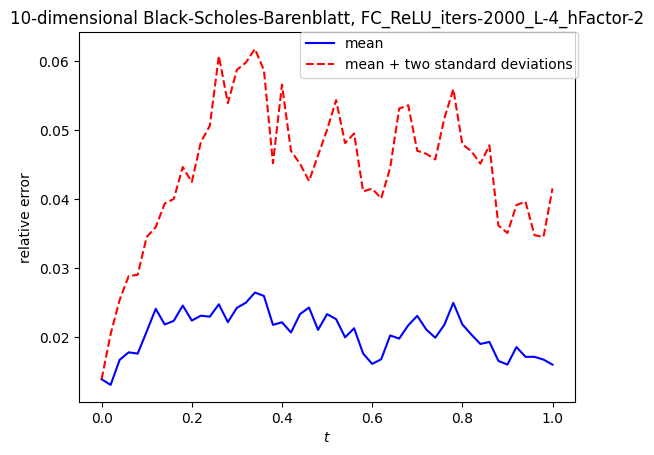 10-dimensional Black-Scholes-Barenblatt, FC_ReLU_iters-2000_L-4_hFactor-2
mean
mean + two standard deviations
relative error
0.06
0.05
0.04
0.03
0.02
0.0 0.2 0.4 0.6 0.8 1.0
t